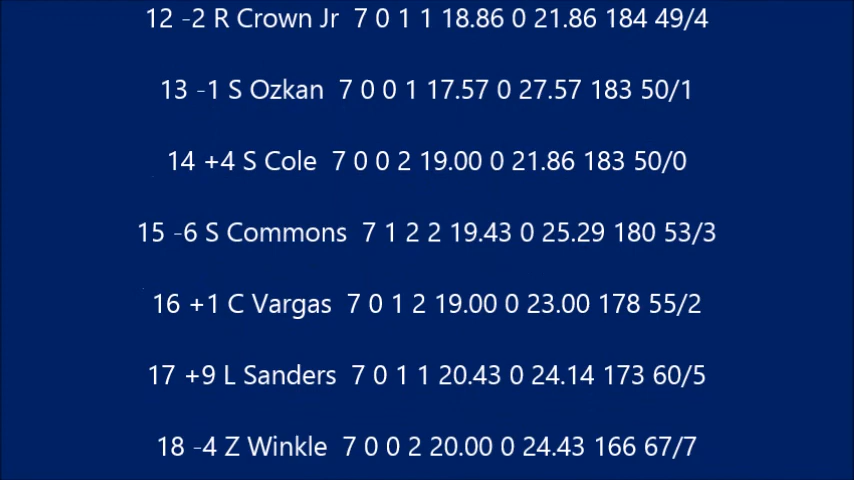 12 -2 R Crown Jr 7 0 1 1 18.86 0 21.86 184 49/4
13 -1 S Ozkan 7 0 0 1 17.57 0 27.57 183 50/1
14 +4 S Cole 7 0 0 2 19.00 0 21.86 183 50/0
15 -6 S Commons 7 1 2 2 19.43 0 25.29 180 53/3
16 +1 C Vargas 7 0 1 2 19.00 0 23.00 178 55/2
17 +9 L Sanders 7 0 1 1 20.43 0 24.14 173 60/5
18 -4 Z Winkle 7 0 0 2 20.00 0 24.43 166 67/7